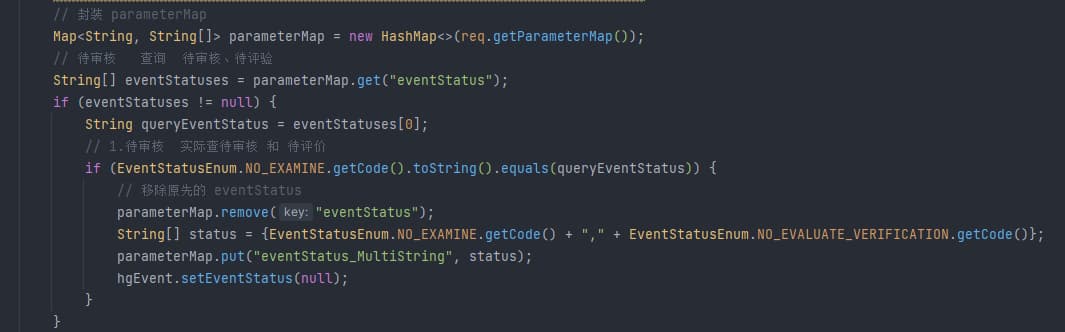 // 封装 parameterMap
Map<String, String[]> parameterMap = new HashMap<>(req.getParameterMap());
// 待审核   查询  待审核、待评验
String[] eventStatuses = parameterMap.get("eventStatus");
if (eventStatuses != null) {
    String queryEventStatus = eventStatuses[0];
    // 1.待审核  实际查待审核 和 待评价
    if (EventStatusEnum.NO_EXAMINE.getCode().toString().equals(queryEventStatus)) {
        // 移除原先的 eventStatus
        parameterMap.remove( key: "eventStatus");
        String[] status = {EventStatusEnum.NO_EXAMINE.getCode() + "," + EventStatusEnum.NO_EVALUATE_VERIFICATION.getCode()};
        parameterMap.put("eventStatus_MultiString", status);
        hgEvent.setEventStatus(null);
    }
}